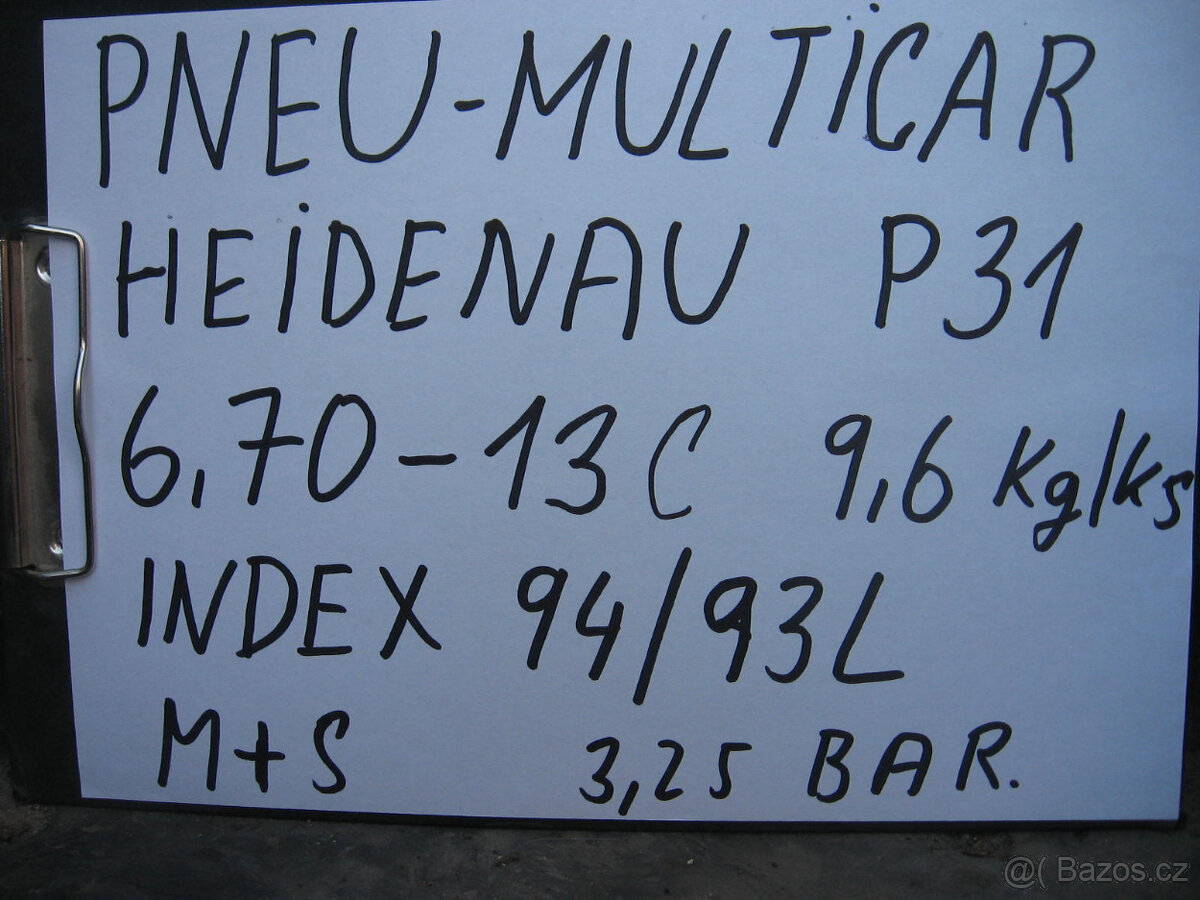 PNEU-MULTICAR
HEIDENAU P31
6,70-13C 9,6 Kg/ks
INDEX 94/93L
M+S 3,25 BAR.
@( Bazos.cz